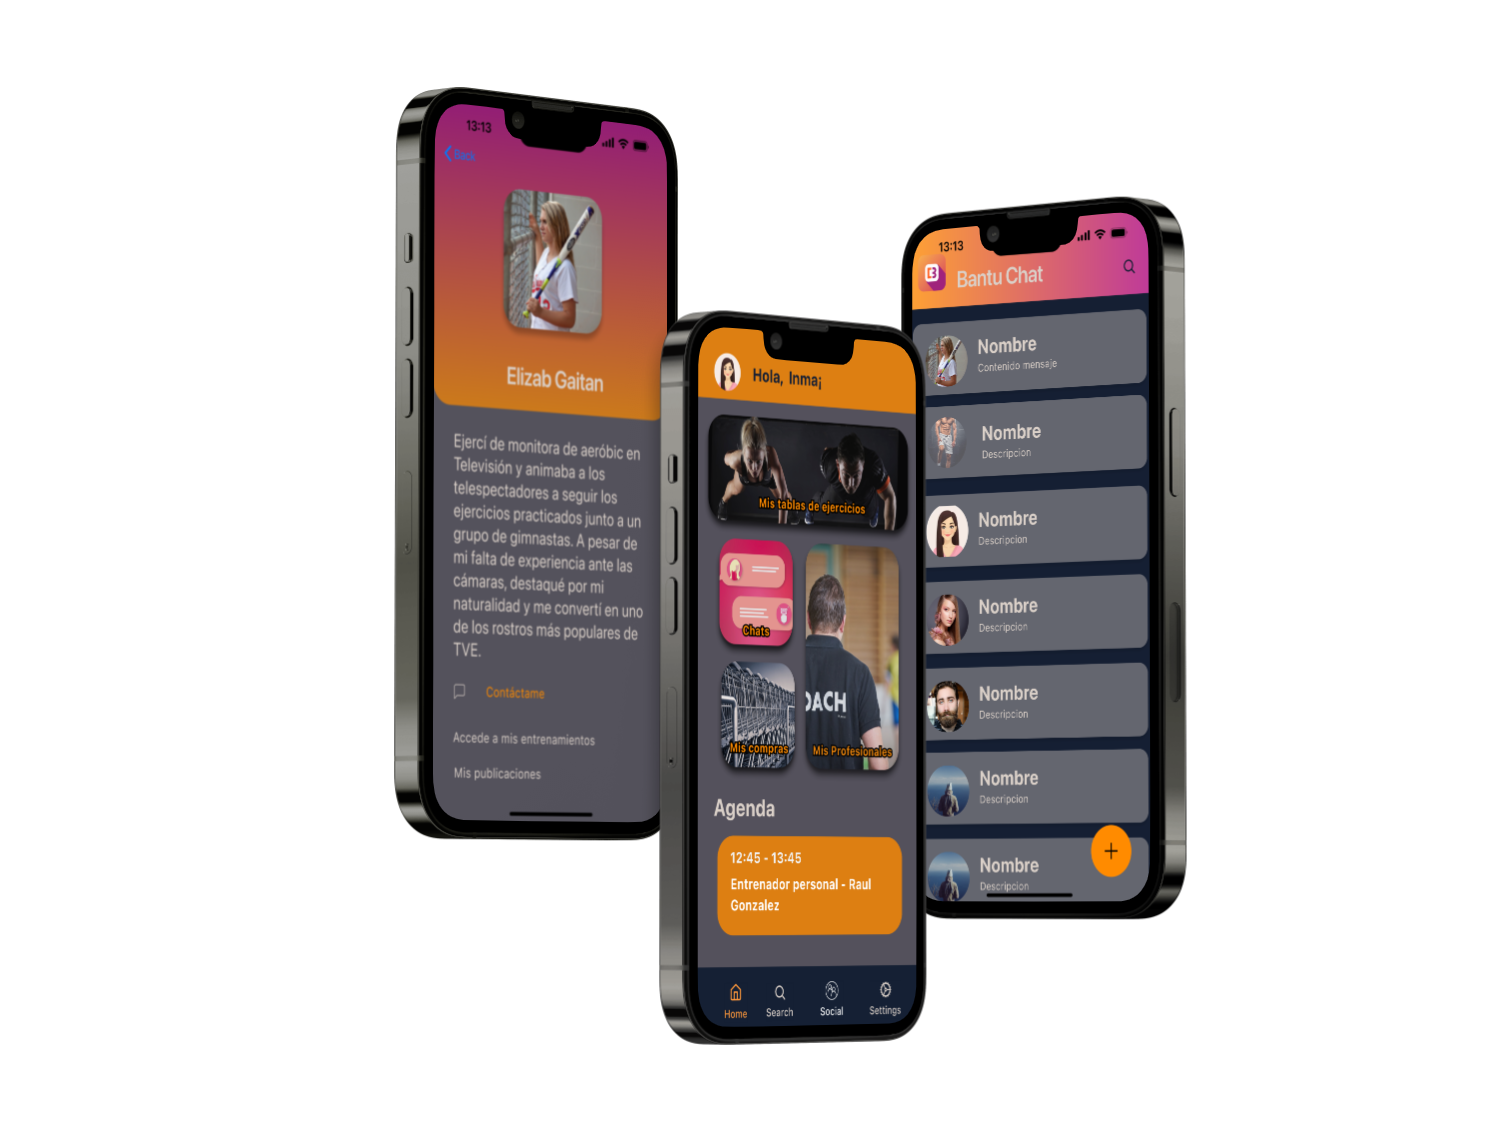 13:13
Back
Elizab Gaitan
Ejercí de monitora de aeróbic en
Televisión y animaba a los
telespectadores a seguir los
ejercicios practicados junto a un
grupo de gimnastas. A pesar de
mi falta de experiencia ante las
cámaras, destaqué por mi
naturalidad y me convertí en uno
de los rostros más populares de
TVE.
Contáctame
Accede a mis entrenamientos
Mis publicaciones
Hola, Inma¡
Mis tablas de ejercicios
Chats
OACH
Mis compras
Mis Profesionales
Agenda
12:45 - 13:45
Entrenador personal - Raul
Gonzalez
Home
Search
Social
Settings
13:13
B
Bantu Chat
Nombre
Contenido mensaje
Nombre
Descripcion
Nombre
Descripcion
Nombre
Descripcion
Nombre
Descripcion
Nombre
Descripcion
Nombre
Descripcion